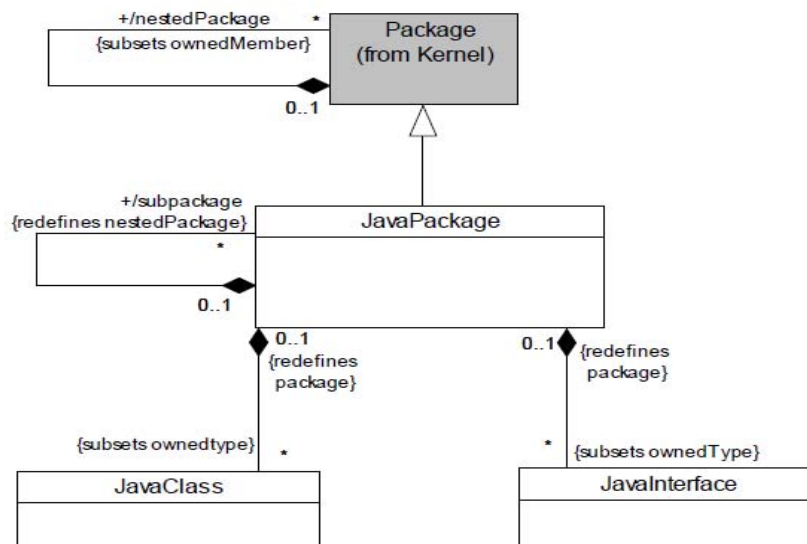 +/nestedPackage
*
{subsets ownedMember}
0..1
Package
(from Kernel)
+/subpackage
{redefines nestedPackage}
*
0..1
JavaPackage
0..1
{redefines
package}
0..1
{redefines
package}
{subsets ownedtype}
*
*
{subsets ownedType}
JavaClass
JavaInterface